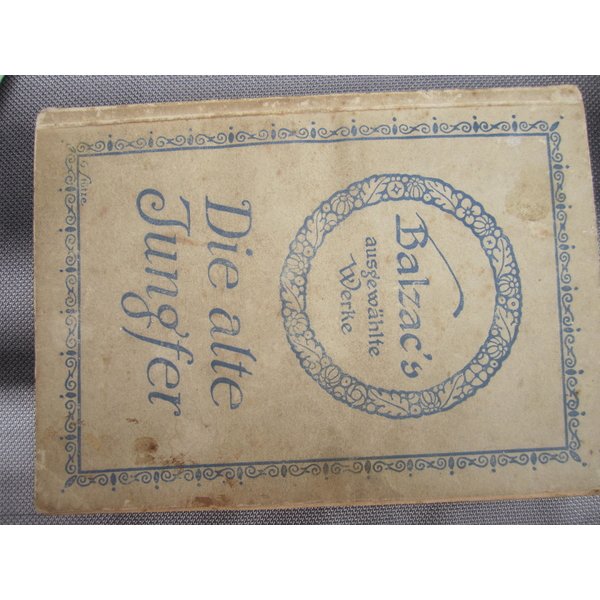 Balzac's
ausgewählte
Werke
Die alte
Jungfer